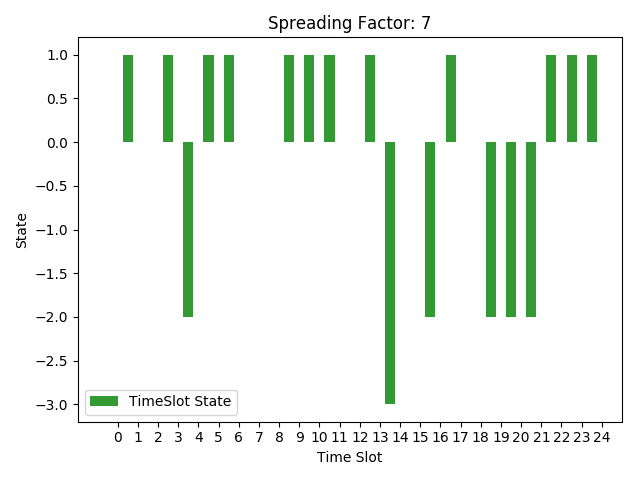 Spreading Factor: 7
1.0
0.5
0.0
−0.5
−1.0
−1.5
−2.0
−2.5
−3.0
State
TimeSlot State
0 1 2 3 4 5 6 7 8 9 10 11 12 13 14 15 16 17 18 19 20 21 22 23 24
Time Slot